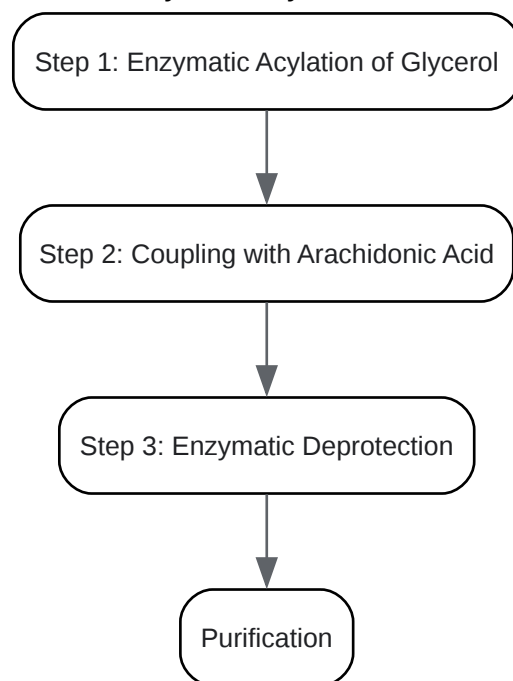 Step 1: Enzymatic Acylation of Glycerol
Step 2: Coupling with Arachidonic Acid
Step 3: Enzymatic Deprotection
Purification